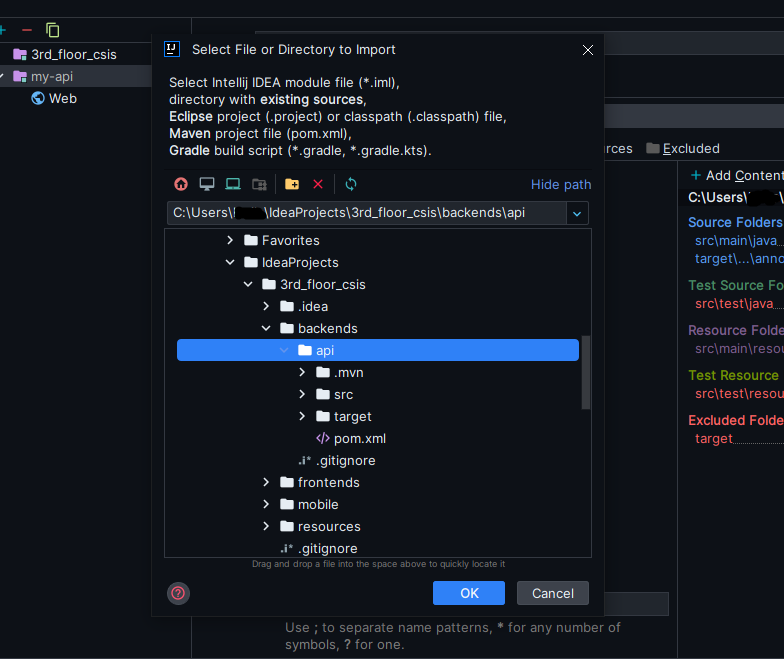 3rd_floor_csis
my-api
Web
IJ
Select File or Directory to Import
Select Intellij IDEA module file (*.iml),
directory with existing sources,
Eclipse project (.project) or classpath (.classpath) file,
Maven project file (pom.xml),
Gradle build script (*.gradle, *.gradle.kts).
Hide path
C:\Users\ \IdeaProjects\3rd_floor_csis\backends\api
Favorites
IdeaProjects
3rd_floor_csis
.idea
backends
api
.mvn
src
target
</> pom.xml
.i* .gitignore
frontends
mobile
resources
.i* .gitignore
Drag and drop a file into the space above to quickly locate it
?
OK
Cancel
urces
Excluded
+ Add Content
C:\Users\ \
Source Folders
src\main\java
target\...\anno
Test Source Fo
src\test\java
Resource Folde
src\main\resou
Test Resource
src\test\resou
Excluded Folde
target
Use ; to separate name patterns, * for any number of
symbols, ? for one.